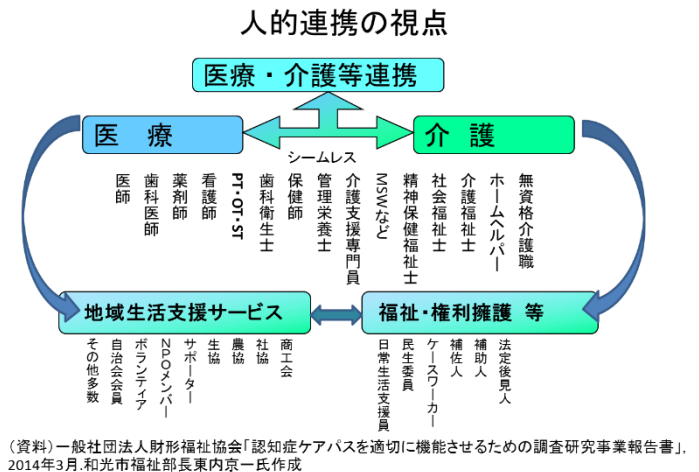 人的連携の視点
医療・介護等連携
医　療
介　護
シームレス
医師
歯科医師
薬剤師
看護師
PT・OT・ST
歯科衛生士
保健師
管理栄養士
介護支援専門員
MSWなど
精神保健福祉士
社会福祉士
介護福祉士
ホームヘルパー
無資格介護職
地域生活支援サービス
福祉・権利擁護 等
その他多数
自治会会員
ボランティア
NPOメンバー
サポーター
生協
農協
社協
商工会
日常生活支援員
民生委員
ケースワーカー
補佐人
補助人
法定後見人
（資料）一般社団法人財形福祉協会「認知症ケアパスを適切に機能させるための調査研究事業報告書」,
2014年3月.和光市福祉部長東内京一氏作成